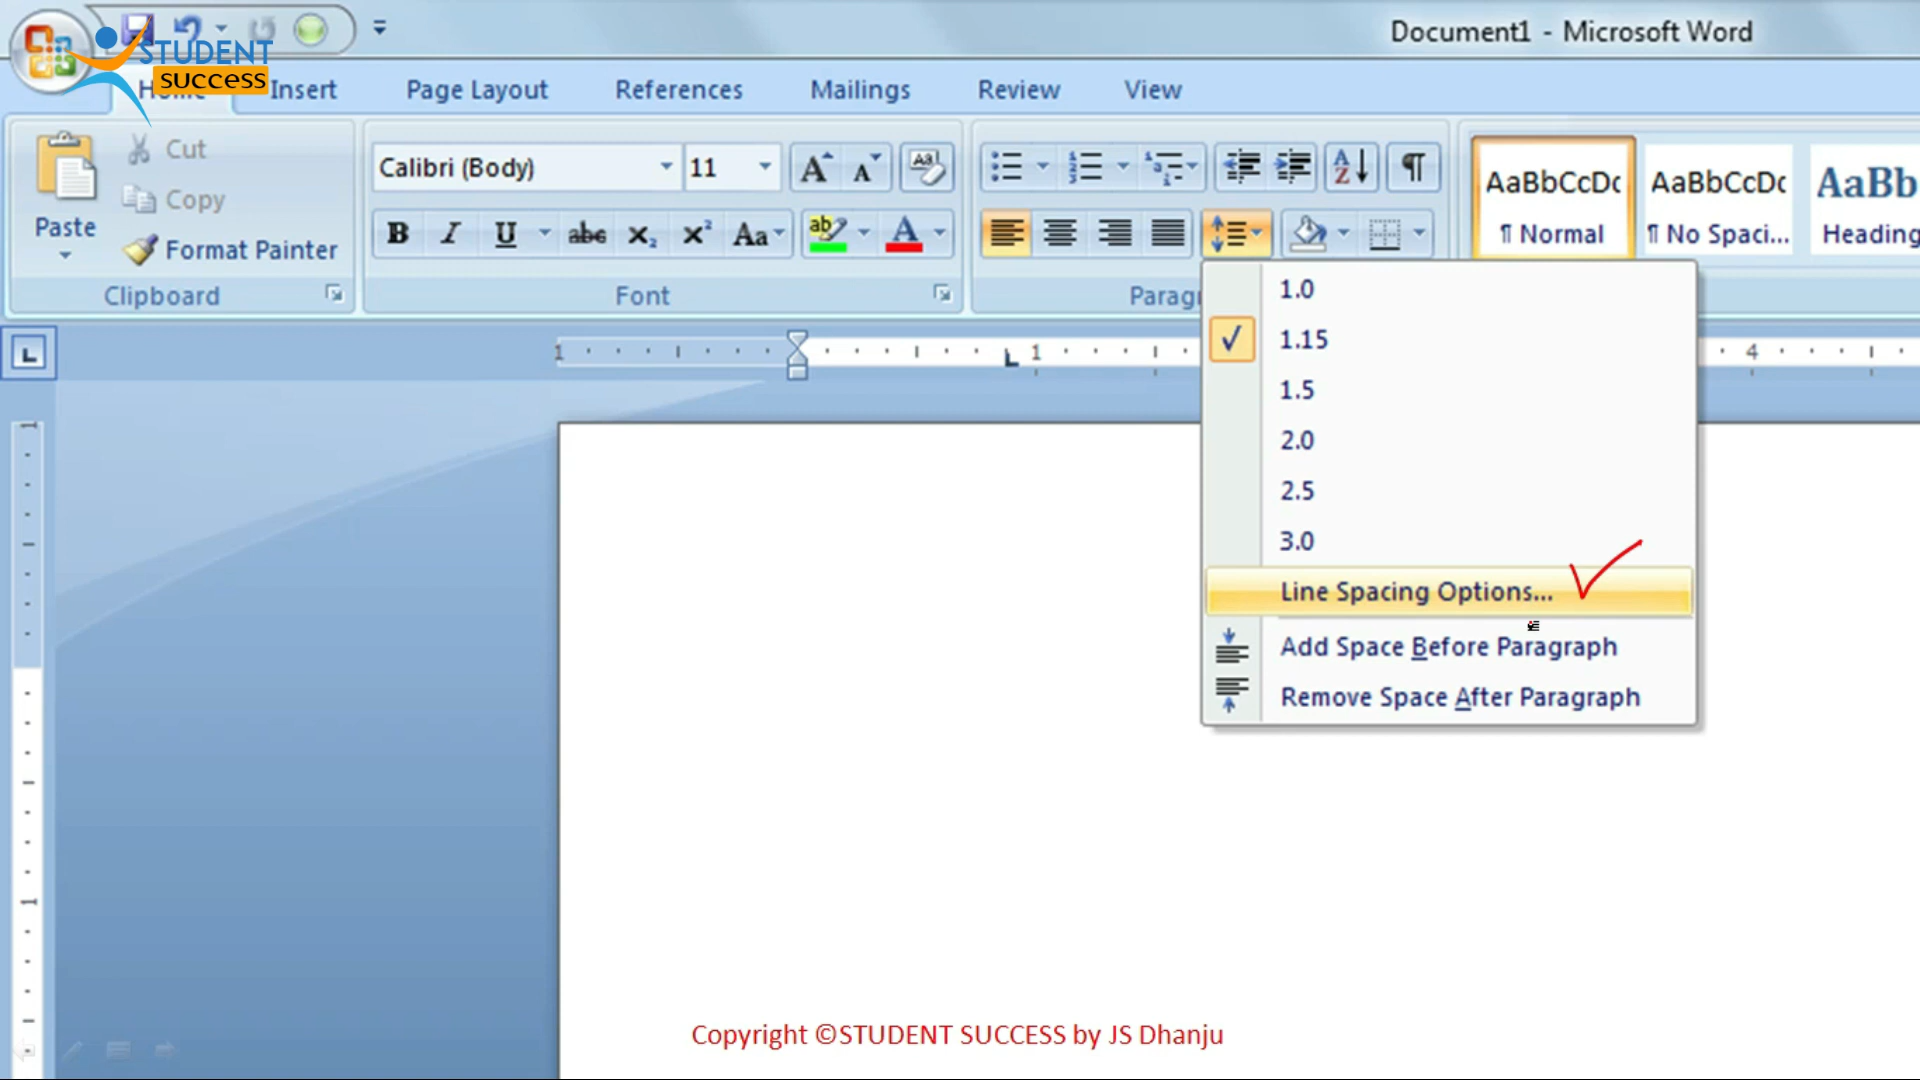 STUDENT
success
Document1 - Microsoft Word
Insert Page Layout References Mailings Review View
Paste
Cut
Copy
Format Painter
Clipboard
Calibri (Body) 11
Font
¶ Normal
¶ No Spaci...
Heading
AaBbCcDc AaBbCcDc AaBb
1.0
1.15
1.5
2.0
2.5
3.0
Line Spacing Options...
Add Space Before Paragraph
Remove Space After Paragraph
Copyright ©STUDENT SUCCESS by JS Dhanju